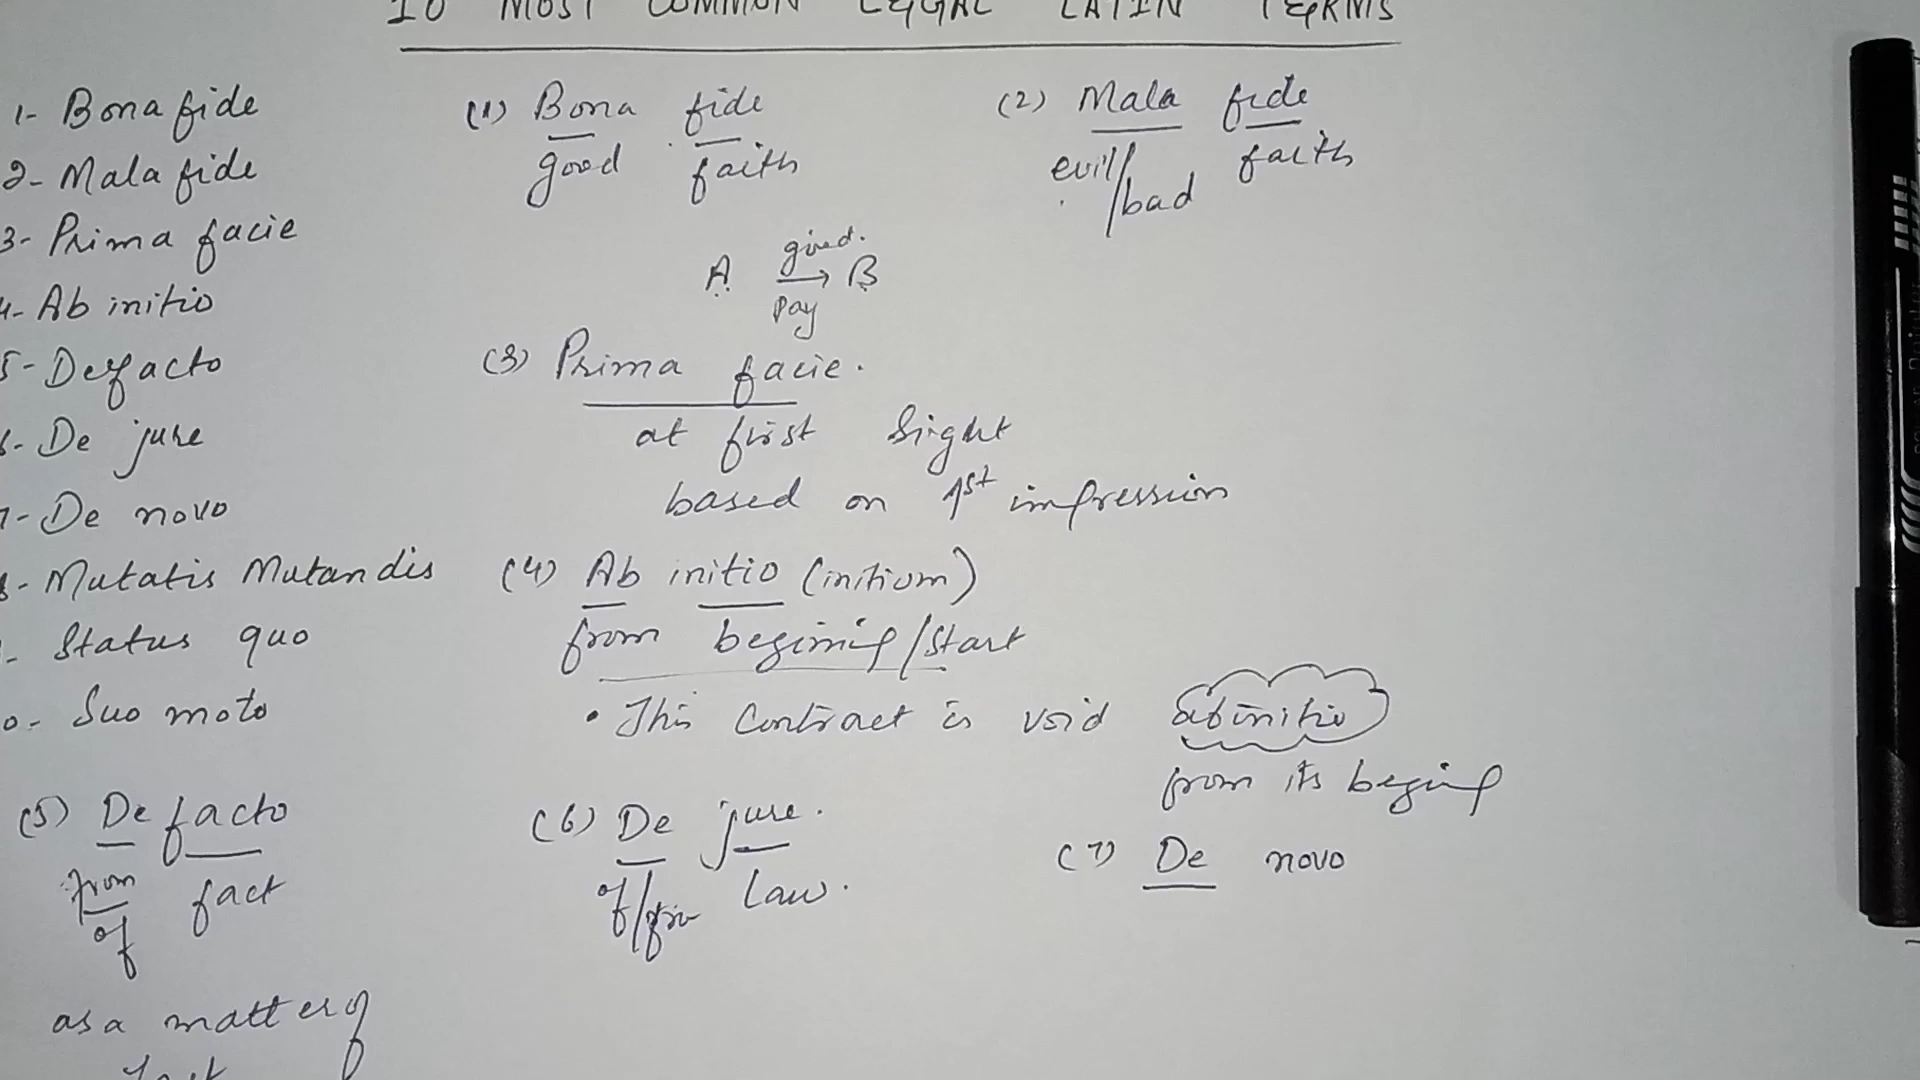 10 MOST COMMON LEGAL LATIN TERMS
1- Bona fide
2- Mala fide
3- Prima facie
4- Ab initio
5- Defacto
6- De jure
7- De novo
8- Mutatis Mutandis
9- Status quo
10- Suo moto
(1) Bona fide
good faith
(2) Mala fide
evil/bad faith
A → B
pay
(3) Prima facie.
at first sight
based on 1st impression
(4) Ab initio (initium)
from begining/start
• This contract is void abinitio
from its begining
(5) De facto
from fact
of
as a matter of
fact
(6) De jure.
of/from law.
(7) De novo